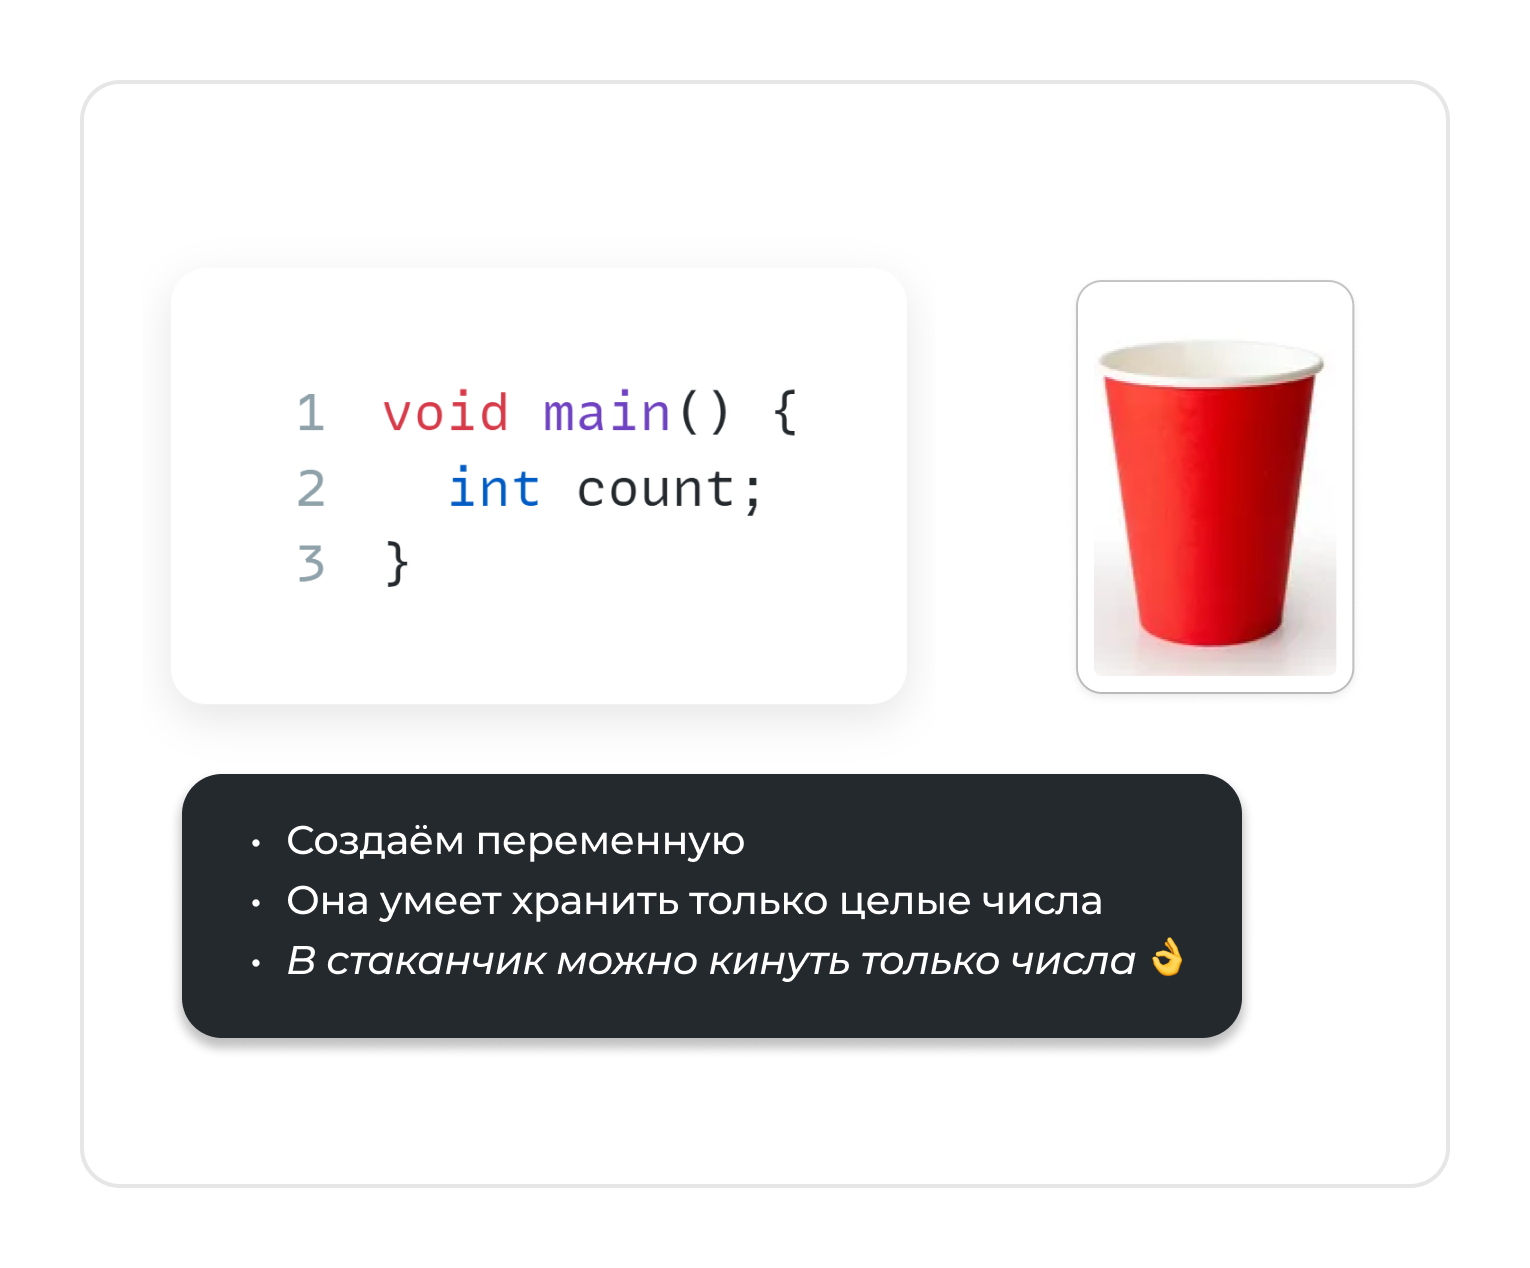 1 void main() {
2   int count;
3 }
• Создаём переменную
• Она умеет хранить только целые числа
• В стаканчик можно кинуть только числа 👌